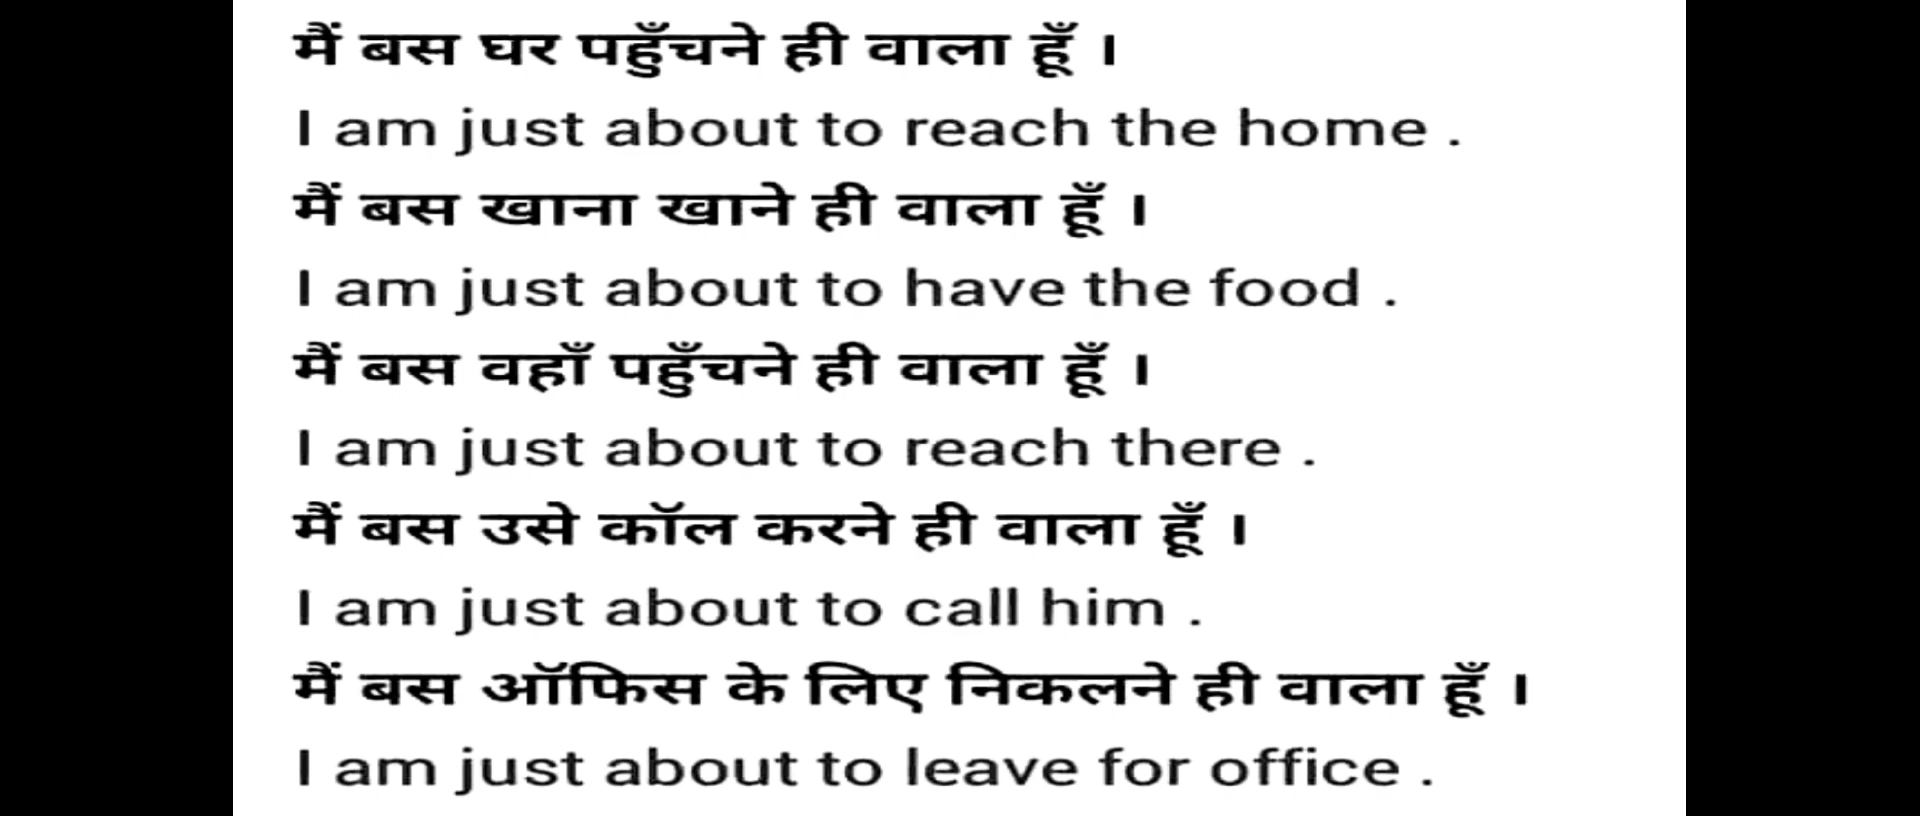 मैं बस घर पहुँचने ही वाला हूँ ।
I am just about to reach the home .
मैं बस खाना खाने ही वाला हूँ ।
I am just about to have the food .
मैं बस वहाँ पहुँचने ही वाला हूँ ।
I am just about to reach there .
मैं बस उसे कॉल करने ही वाला हूँ ।
I am just about to call him .
मैं बस ऑफिस के लिए निकलने ही वाला हूँ ।
I am just about to leave for office .